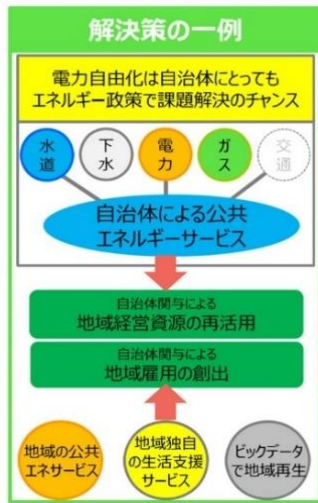 解決策の一例
電力自由化は自治体にとっても
エネルギー政策で課題解決のチャンス
水道
下水
電力
ガス
交通
自治体による公共
エネルギーサービス
自治体関与による
地域経営資源の再活用
自治体関与による
地域雇用の創出
地域の公共
エネサービス
地域独自
の生活支援
サービス
ビックデータ
で地域再生